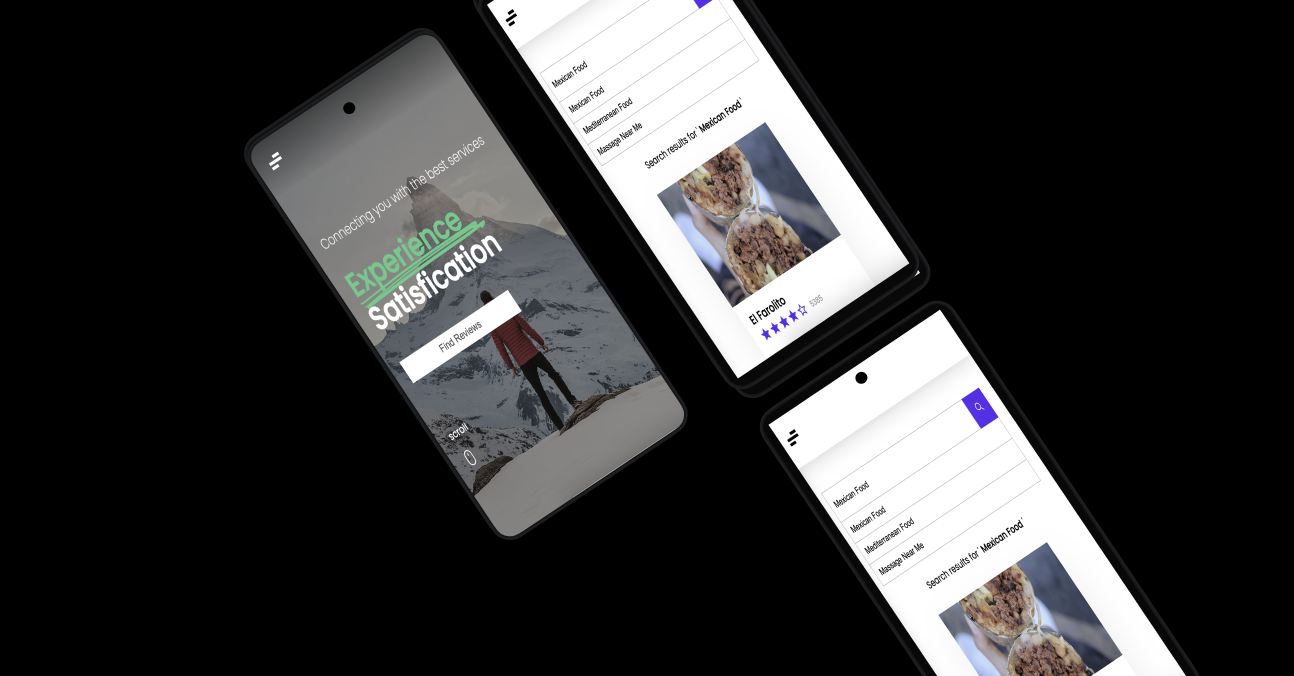 Connecting you with the best services
Experience
Satisfication
Find Reviews
scroll
Mexican Food
Mexican Food
Mediterranean Food
Massage Near Me
Search results for ' Mexican Food'
El Farolito
5385
Mexican Food
Mexican Food
Mediterranean Food
Massage Near Me
Search results for ' Mexican Food'